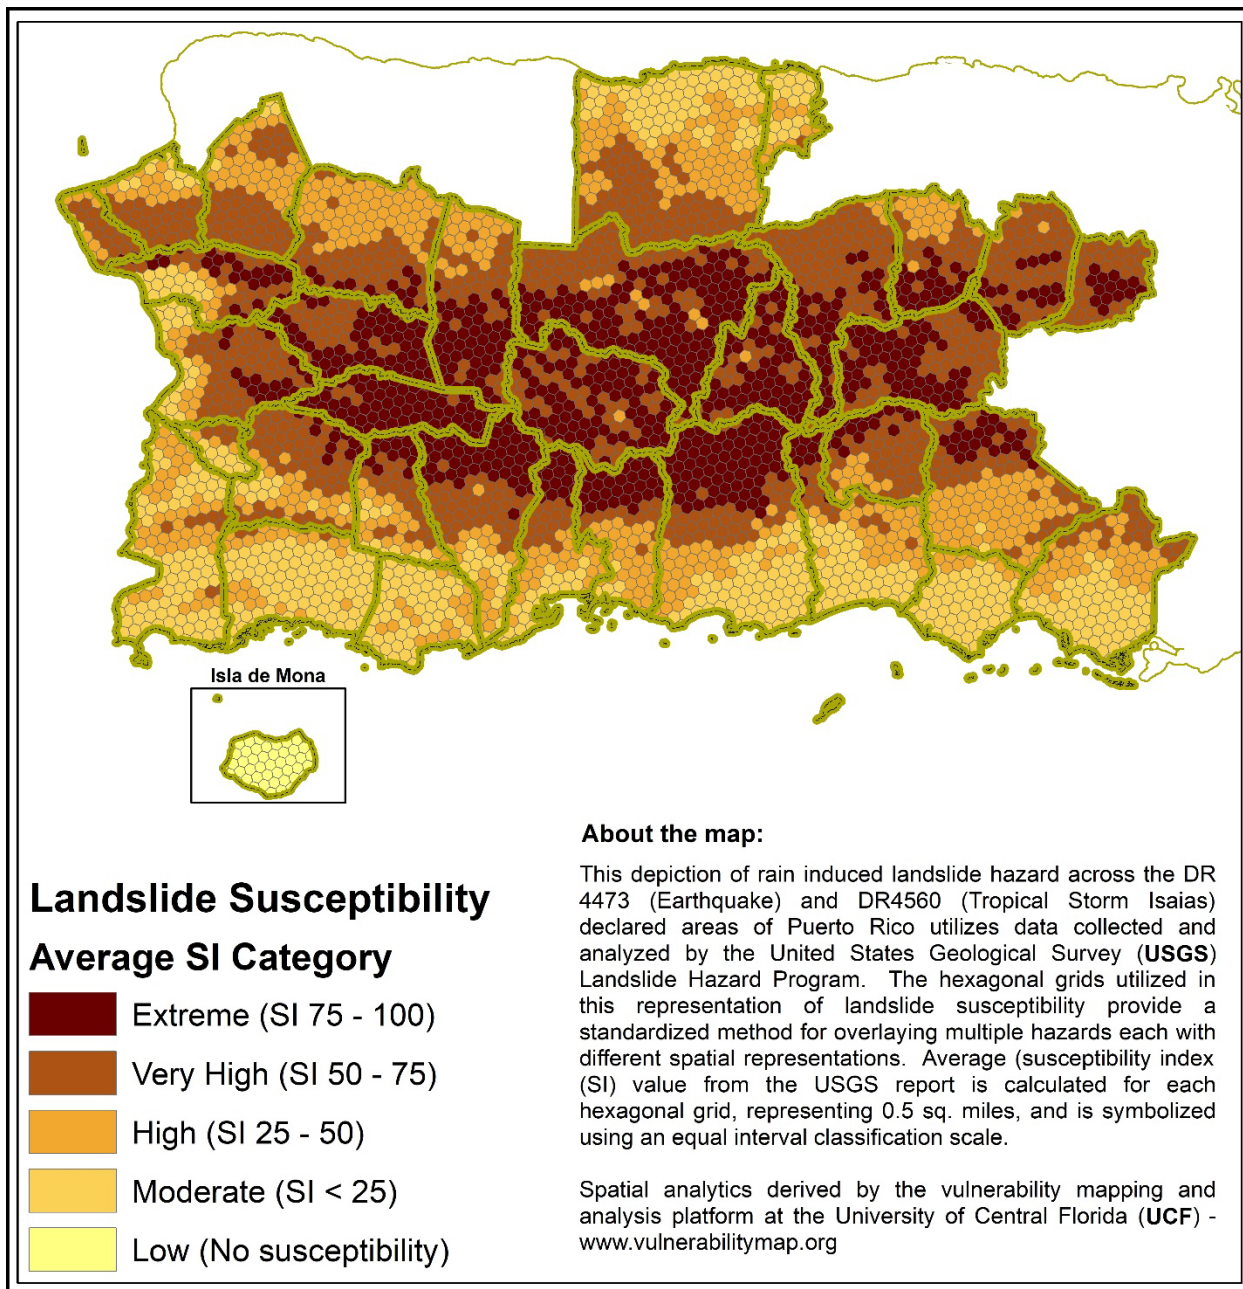 Isla de Mona
Landslide Susceptibility
Average SI Category
Extreme (SI 75 - 100)
Very High (SI 50 - 75)
High (SI 25 - 50)
Moderate (SI < 25)
Low (No susceptibility)
About the map:
This depiction of rain induced landslide hazard across the DR
4473 (Earthquake) and DR4560 (Tropical Storm Isaias)
declared areas of Puerto Rico utilizes data collected and
analyzed by the United States Geological Survey (USGS)
Landslide Hazard Program. The hexagonal grids utilized in
this representation of landslide susceptibility provide a
standardized method for overlaying multiple hazards each with
different spatial representations. Average (susceptibility index
(SI) value from the USGS report is calculated for each
hexagonal grid, representing 0.5 sq. miles, and is symbolized
using an equal interval classification scale.
Spatial analytics derived by the vulnerability mapping and
analysis platform at the University of Central Florida (UCF) -
www.vulnerabilitymap.org